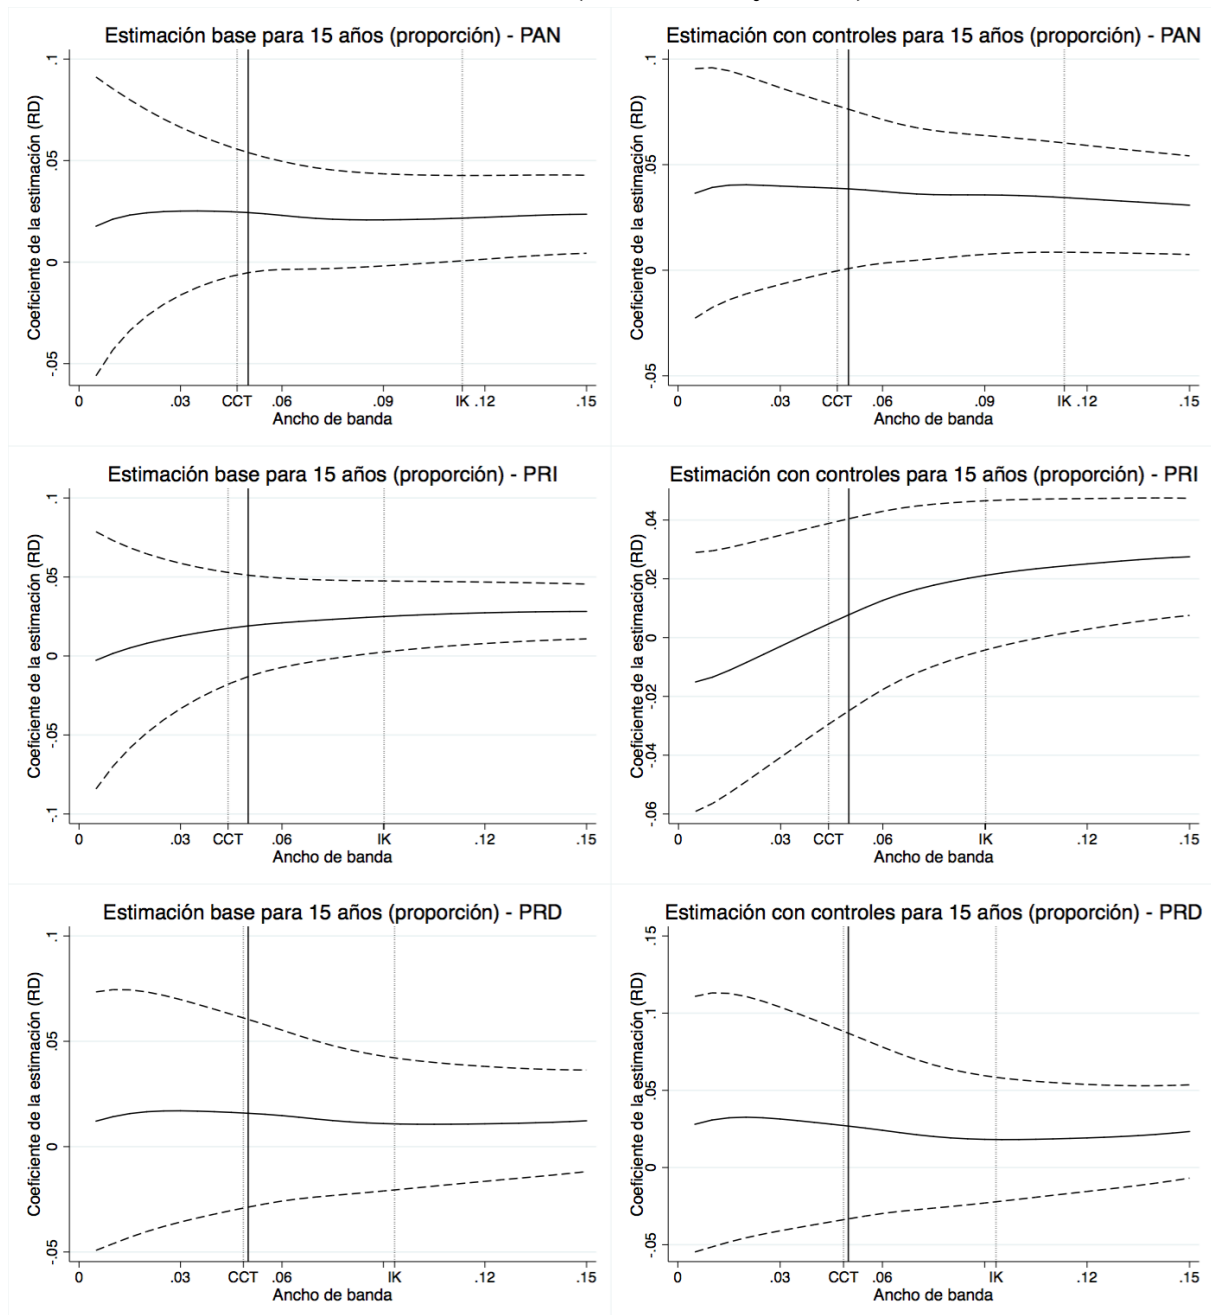 Estimación base para 15 años (proporción) - PAN
Coeficiente de la estimación (RD)
.1
.05
0
-.05
0 .03 CCT .06 .09 IK .12 .15
Ancho de banda
Estimación con controles para 15 años (proporción) - PAN
Coeficiente de la estimación (RD)
.1
.05
0
-.05
0 .03 CCT .06 .09 IK .12 .15
Ancho de banda
Estimación base para 15 años (proporción) - PRI
Coeficiente de la estimación (RD)
.1
.05
0
-.05
-.1
0 .03 CCT .06 IK .12 .15
Ancho de banda
Estimación con controles para 15 años (proporción) - PRI
Coeficiente de la estimación (RD)
.04
.02
0
-.02
-.04
-.06
0 .03 CCT .06 IK .12 .15
Ancho de banda
Estimación base para 15 años (proporción) - PRD
Coeficiente de la estimación (RD)
.1
.05
0
-.05
0 .03 CCT .06 IK .12 .15
Ancho de banda
Estimación con controles para 15 años (proporción) - PRD
Coeficiente de la estimación (RD)
.15
.1
.05
0
-.05
0 .03 CCT .06 IK .12 .15
Ancho de banda